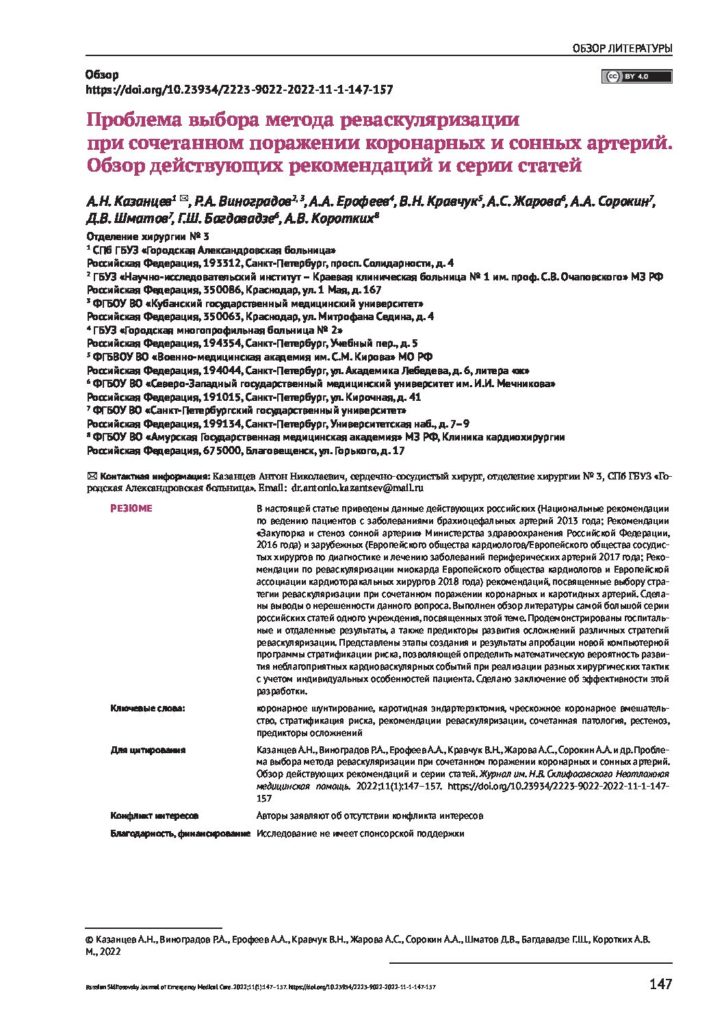 ОБЗОР ЛИТЕРАТУРЫ
Обзор
https://doi.org/10.23934/2223-9022-2022-11-1-147-157
(cc) BY 4.0
Проблема выбора метода реваскуляризации
при сочетанном поражении коронарных и сонных артерий.
Обзор действующих рекомендаций и серии статей
А.Н. Казанцев¹ ✉, Р.А. Виноградов²,³, А.А. Ерофеев⁴, В.Н. Кравчук⁵, А.С. Жарова⁶, А.А. Сорокин⁷,
Д.В. Шматов⁷, Г.Ш. Багдавадзе⁶, А.В. Коротких⁸
Отделение хирургии № 3
¹ СПб ГБУЗ «Городская Александровская больница»
Российская Федерация, 193312, Санкт-Петербург, просп. Солидарности, д. 4
² ГБУЗ «Научно-исследовательский институт – Краевая клиническая больница № 1 им. проф. С.В. Очаповского» МЗ РФ
Российская Федерация, 350086, Краснодар, ул. 1 Мая, д. 167
³ ФГБОУ ВО «Кубанский государственный медицинский университет»
Российская Федерация, 350063, Краснодар, ул. Митрофана Седина, д. 4
⁴ ГБУЗ «Городская многопрофильная больница № 2»
Российская Федерация, 194354, Санкт-Петербург, Учебный пер., д. 5
⁵ ФГБВОУ ВО «Военно-медицинская академия им. С.М. Кирова» МО РФ
Российская Федерация, 194044, Санкт-Петербург, ул. Академика Лебедева, д. 6, литера «ж»
⁶ ФГБОУ ВО «Северо-Западный государственный медицинский университет им. И.И. Мечникова»
Российская Федерация, 191015, Санкт-Петербург, ул. Кирочная, д. 41
⁷ ФГБОУ ВО «Санкт-Петербургский государственный университет»
Российская Федерация, 199134, Санкт-Петербург, Университетская наб., д. 7–9
⁸ ФГБОУ ВО «Амурская Государственная медицинская академия» МЗ РФ, Клиника кардиохирургии
Российская Федерация, 675000, Благовещенск, ул. Горького, д. 17
✉ Контактная информация: Казанцев Антон Николаевич, сердечно-сосудистый хирург, отделение хирургии № 3, СПб ГБУЗ «Го-
родская Александровская больница». Email: dr.antonio.kazantsev@mail.ru
РЕЗЮМЕ
В настоящей статье приведены данные действующих российских (Национальные рекомендации
по ведению пациентов с заболеваниями брахиоцефальных артерий 2013 года; Рекомендации
«Закупорка и стеноз сонной артерии» Министерства здравоохранения Российской Федерации,
2016 года) и зарубежных (Европейского общества кардиологов/Европейского общества сосудис-
тых хирургов по диагностике и лечению заболеваний периферических артерий 2017 года; Реко-
мендации по реваскуляризации миокарда Европейского общества кардиологов и Европейской
ассоциации кардиоторакальных хирургов 2018 года) рекомендаций, посвященные выбору стра-
тегии реваскуляризации при сочетанном поражении коронарных и каротидных артерий. Сдела-
ны выводы о нерешенности данного вопроса. Выполнен обзор литературы самой большой серии
российских статей одного учреждения, посвященных этой теме. Продемонстрированы госпиталь-
ные и отдаленные результаты, а также предикторы развития осложнений различных стратегий
реваскуляризации. Представлены этапы создания и результаты апробации новой компьютерной
программы стратификации риска, позволяющей определить математическую вероятность разви-
тия неблагоприятных кардиоваскулярных событий при реализации разных хирургических тактик
с учетом индивидуальных особенностей пациента. Сделано заключение об эффективности этой
разработки.
Ключевые слова:
коронарное шунтирование, каротидная эндартерэктомия, чрескожное коронарное вмешатель-
ство, стратификация риска, рекомендации реваскуляризации, сочетанная патология, рестеноз,
предикторы осложнений
Для цитирования
Казанцев А.Н., Виноградов Р.А., Ерофеев А.А., Кравчук В.Н., Жарова А.С., Сорокин А.А. и др. Пробле-
ма выбора метода реваскуляризации при сочетанном поражении коронарных и сонных артерий.
Обзор действующих рекомендаций и серии статей. Журнал им. Н.В. Склифосовского Неотложная
медицинская помощь. 2022;11(1):147–157. https://doi.org/10.23934/2223-9022-2022-11-1-147-
157
Конфликт интересов
Авторы заявляют об отсутствии конфликта интересов
Благодарность, финансирование Исследование не имеет спонсорской поддержки
© Казанцев А.Н., Виноградов Р.А., Ерофеев А.А., Кравчук В.Н., Жарова А.С., Сорокин А.А., Шматов Д.В., Багдавадзе Г.Ш., Коротких А.В.
М., 2022
Russian Sklifosovsky Journal of Emergency Medical Care. 2022;11(1):147–157. https://doi.org/10.23934/2223-9022-2022-11-1-147-157
147